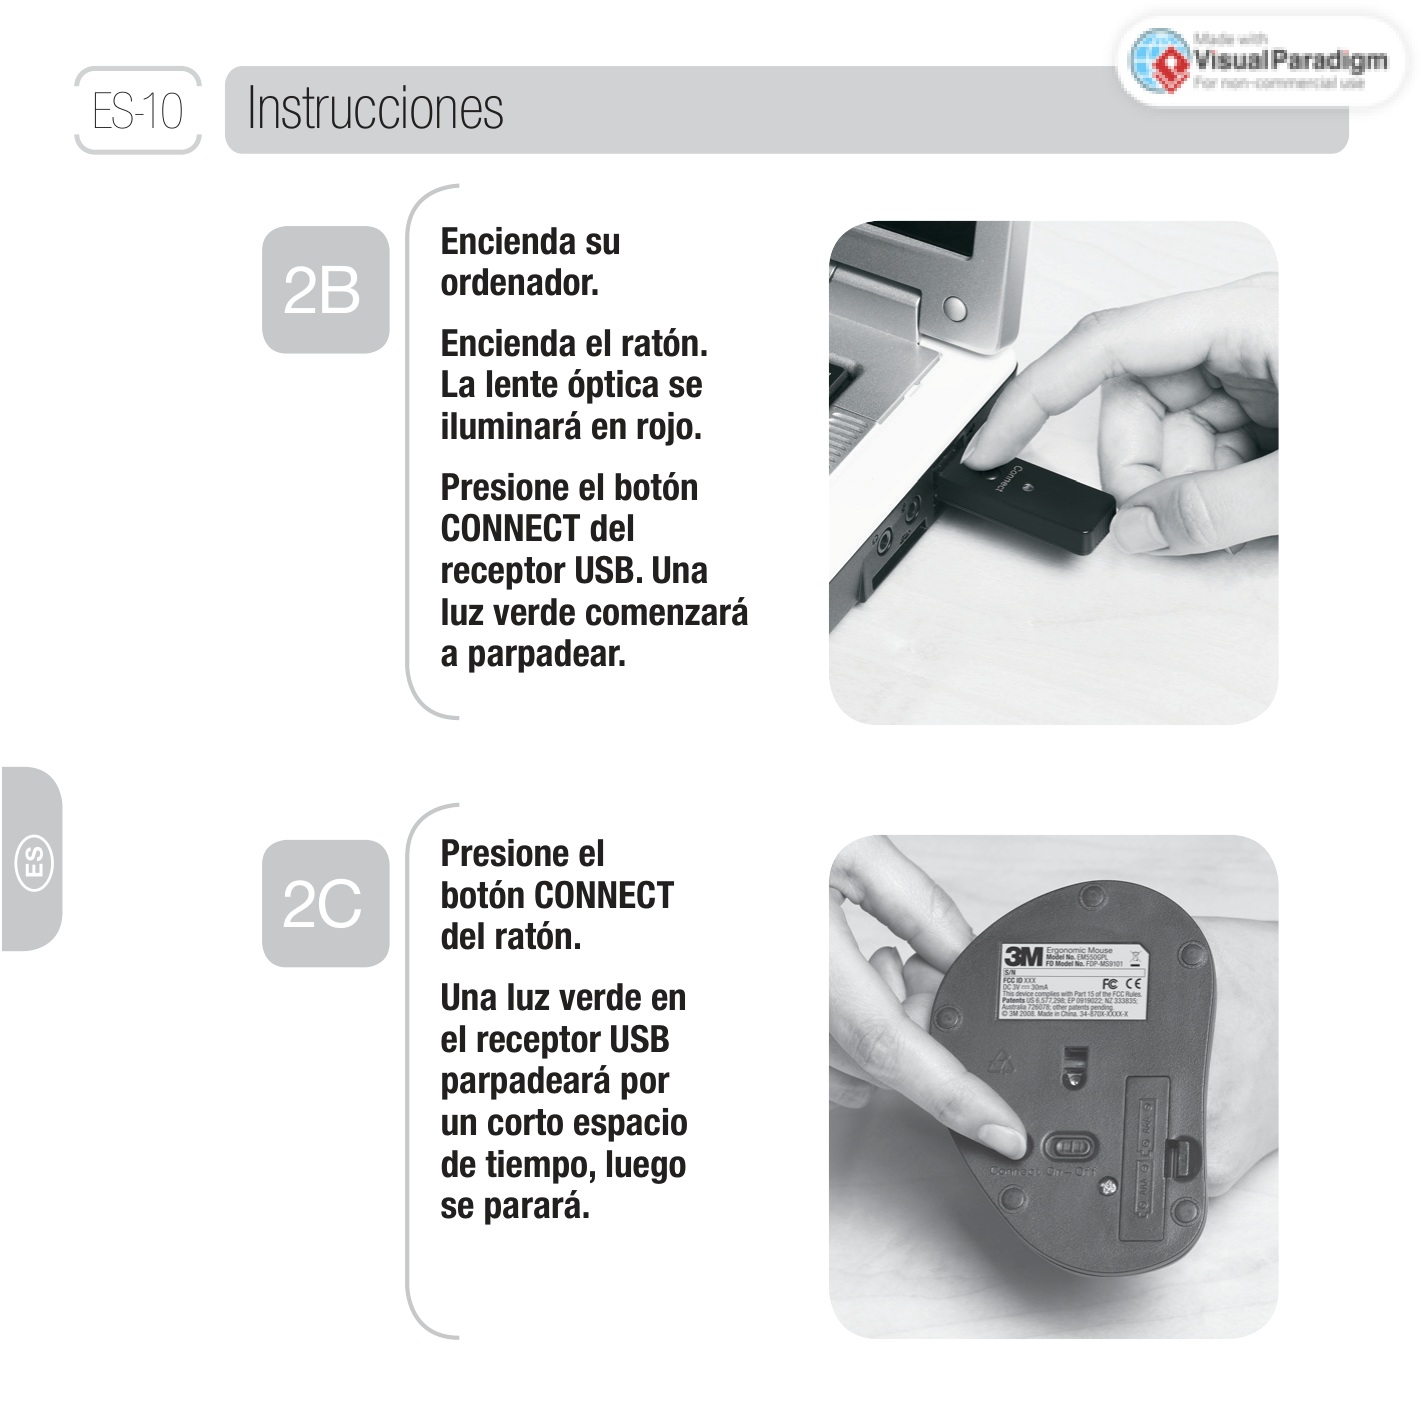 Made with
VisualParadigm
For non-commercial use
ES-10
Instrucciones
2B
Encienda su
ordenador.
Encienda el ratón.
La lente óptica se
iluminará en rojo.
Presione el botón
CONNECT del
receptor USB. Una
luz verde comenzará
a parpadear.
Connect
ES
2C
Presione el
botón CONNECT
del ratón.
Una luz verde en
el receptor USB
parpadeará por
un corto espacio
de tiempo, luego
se parará.
3M
Ergonomic Mouse
Model No. EM550GPL
FD Model No. FDP-MS9101
S/N
FCC ID XXX
DC 3V 30mA
FC CE
This device complies with Part 15 of the FCC Rules.
Patents US 6,577,298; EP 0919022; NZ 333835;
Australia 726078; other patents pending.
© 3M 2008. Made in China. 34-870X-XXXX-X
Connect On–Off